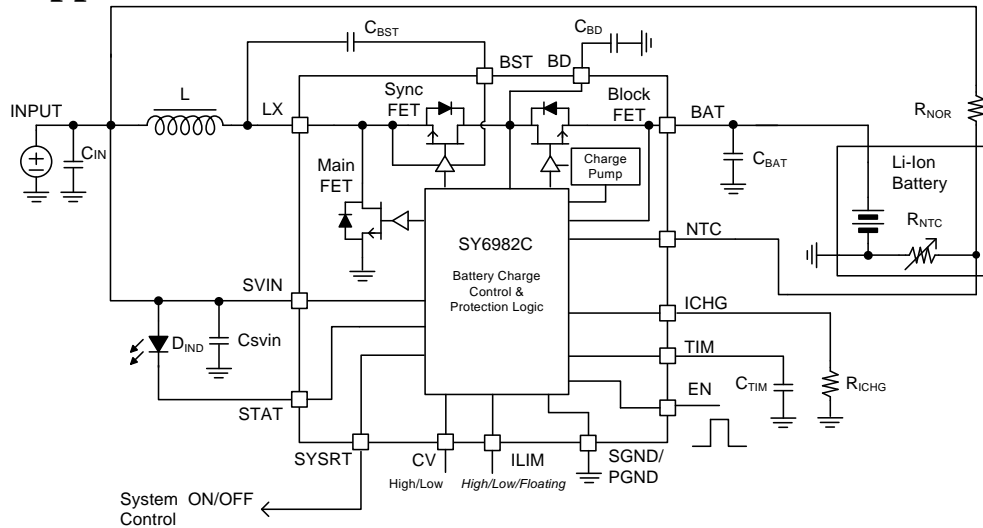 CBST
CBD
BST
BD
INPUT
L
LX
Sync
FET
Block
FET
BAT
RNOR
CIN
Main
FET
Charge
Pump
CBAT
Li-Ion
Battery
RNTC
SY6982C
Battery Charge
Control &
Protection Logic
NTC
SVIN
ICHG
DIND
Csvin
TIM
CTIM
RICHG
EN
STAT
SYSRT
CV
ILIM
SGND/
PGND
High/Low
High/Low/Floating
System ON/OFF
Control